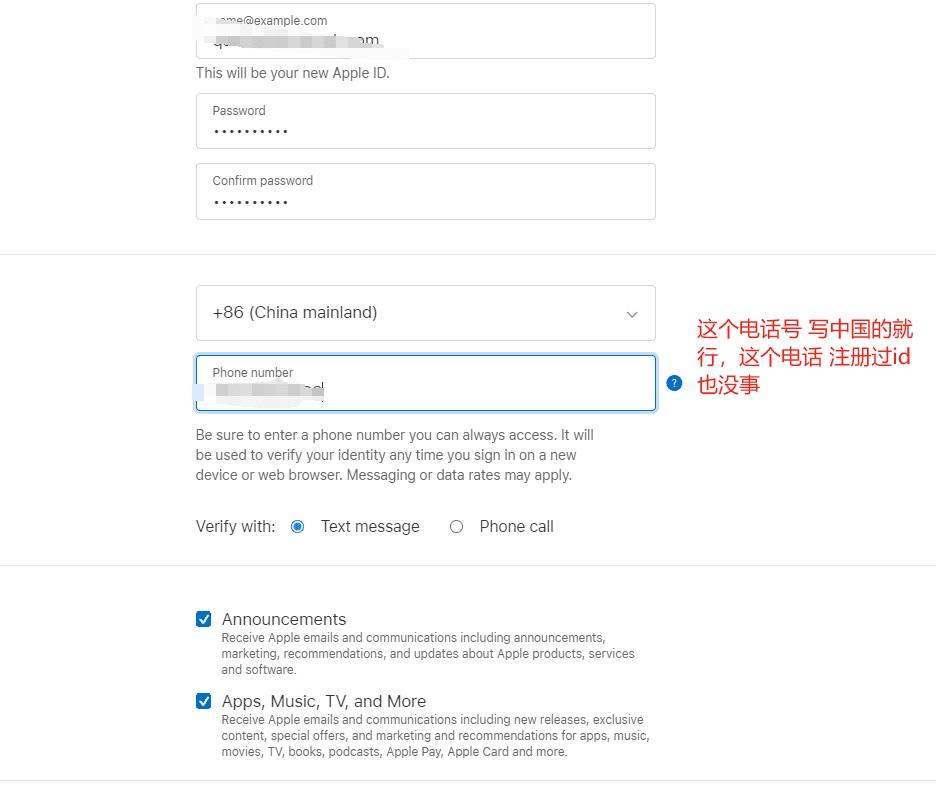 name@example.com
This will be your new Apple ID.
Password
Confirm password
+86 (China mainland)
这个电话号 写中国的就
行，这个电话 注册过id
也没事
Phone number
?
Be sure to enter a phone number you can always access. It will
be used to verify your identity any time you sign in on a new
device or web browser. Messaging or data rates may apply.
Verify with: Text message Phone call
Announcements
Receive Apple emails and communications including announcements,
marketing, recommendations, and updates about Apple products, services
and software.
Apps, Music, TV, and More
Receive Apple emails and communications including new releases, exclusive
content, special offers, and marketing and recommendations for apps, music,
movies, TV, books, podcasts, Apple Pay, Apple Card and more.